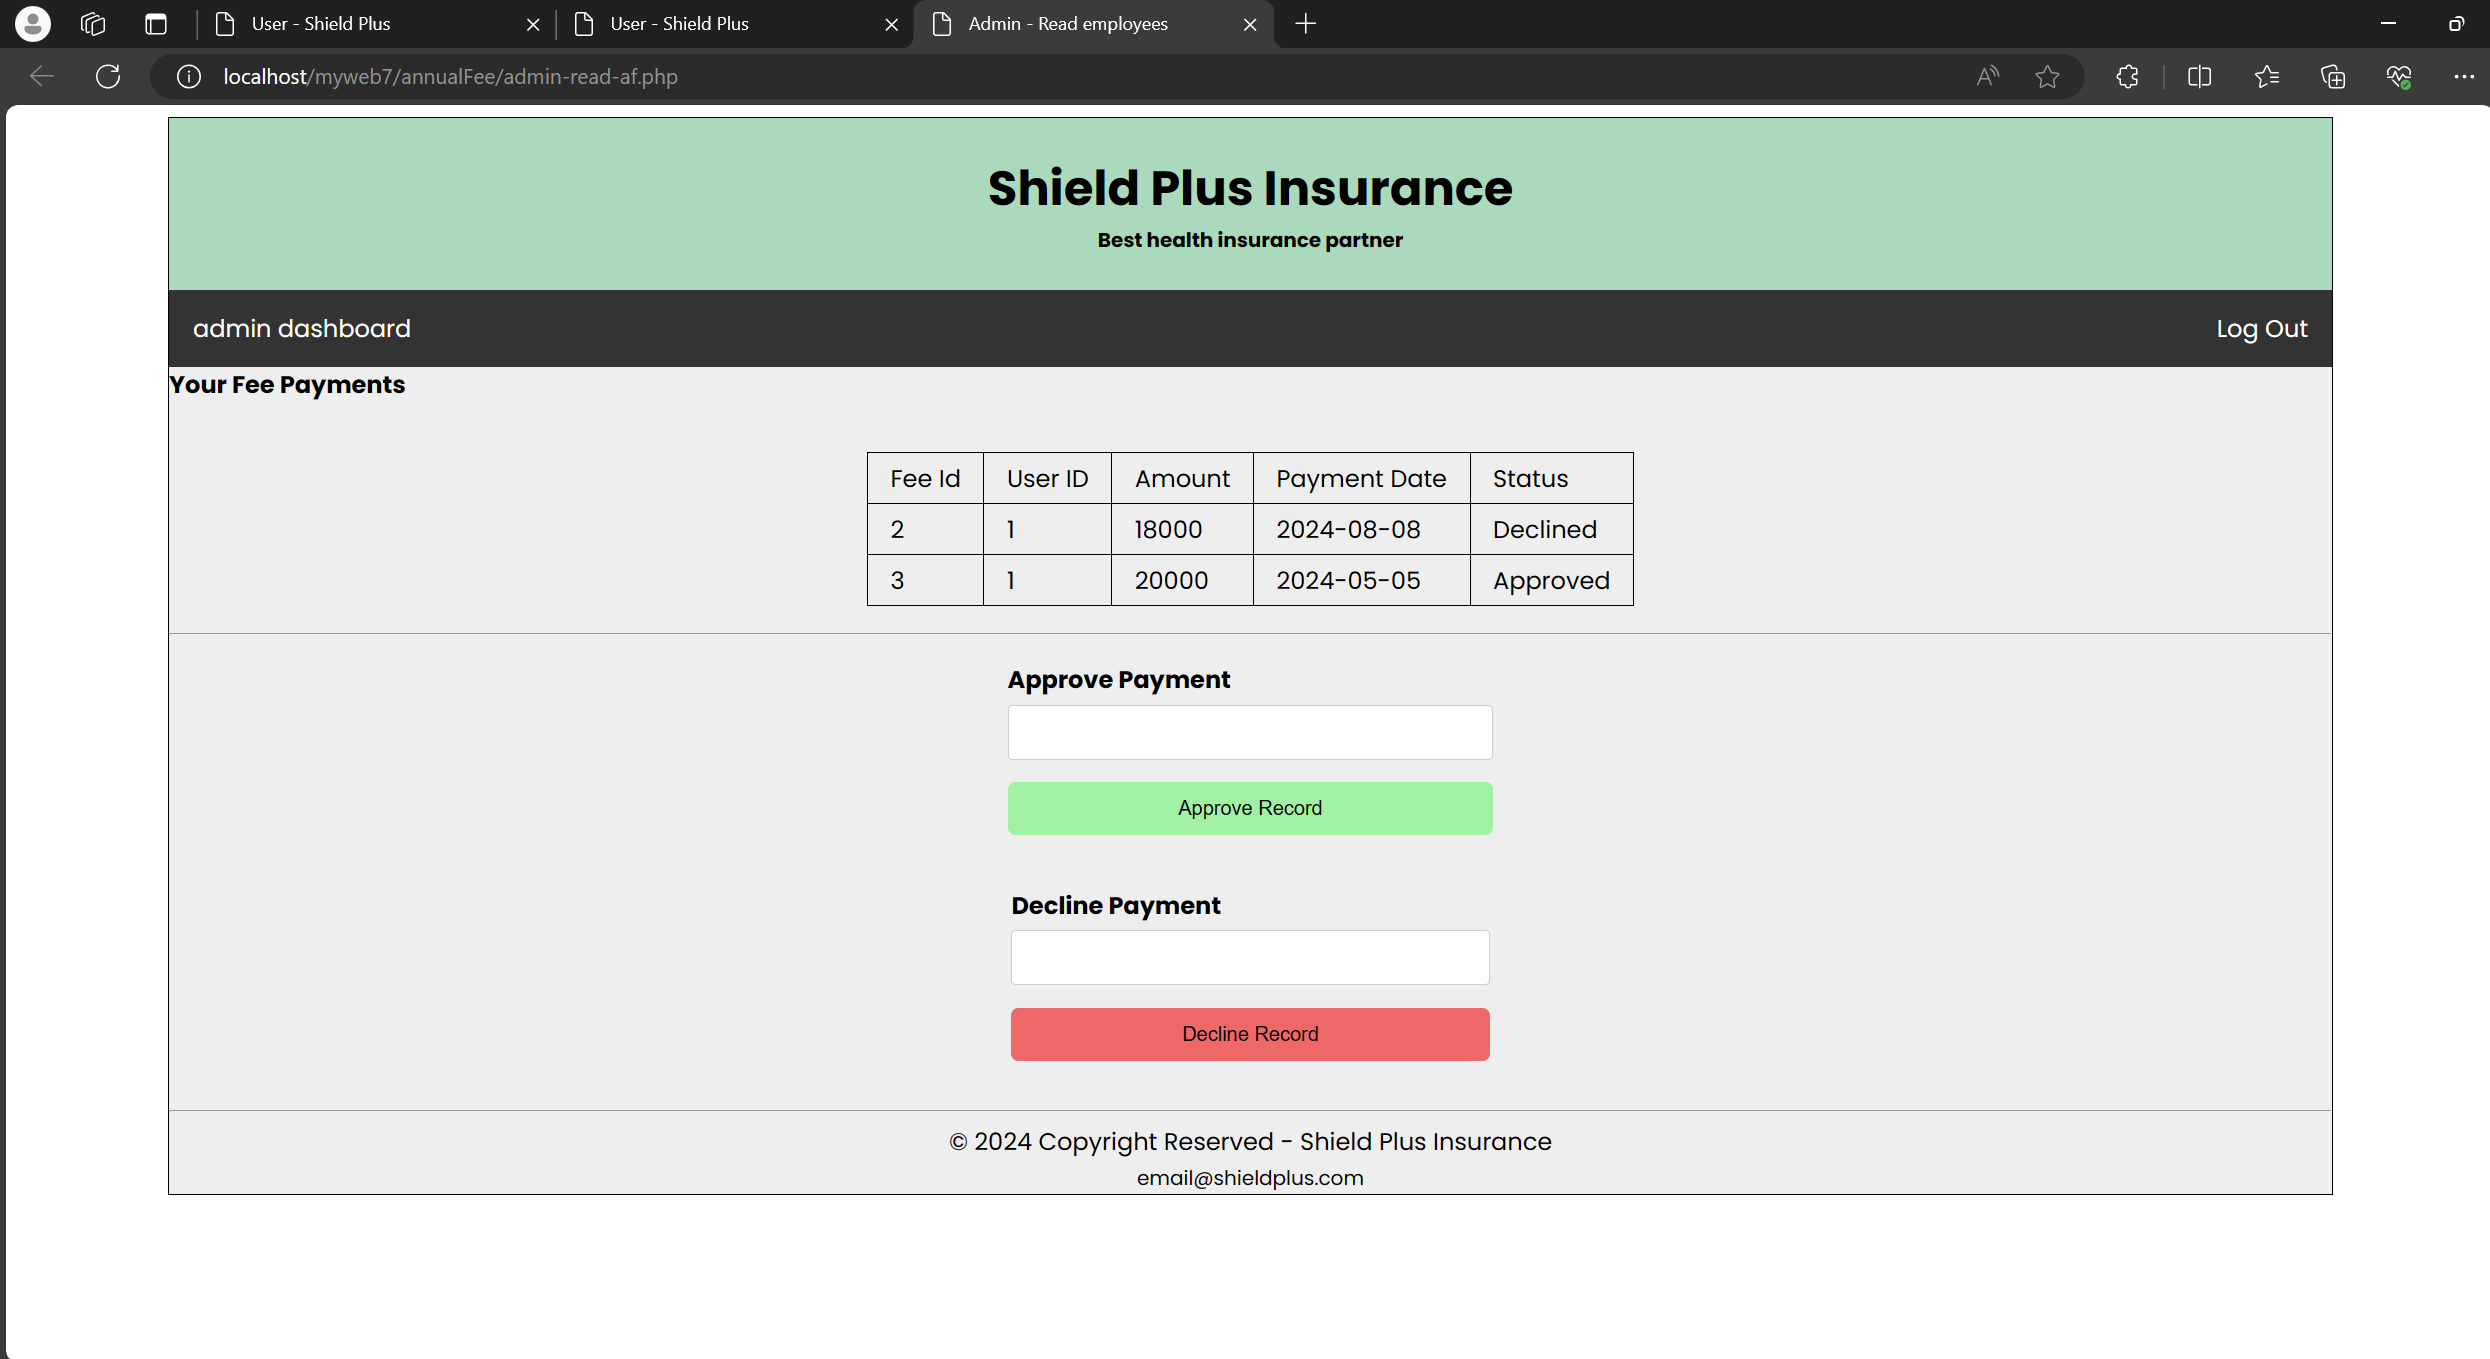 User - Shield Plus
User - Shield Plus
Admin - Read employees
localhost/myweb7/annualFee/admin-read-af.php
Shield Plus Insurance
Best health insurance partner
admin dashboard
Log Out
Your Fee Payments
Fee Id User ID Amount Payment Date Status
2 1 18000 2024-08-08 Declined
3 1 20000 2024-05-05 Approved
Approve Payment
Approve Record
Decline Payment
Decline Record
© 2024 Copyright Reserved - Shield Plus Insurance
email@shieldplus.com